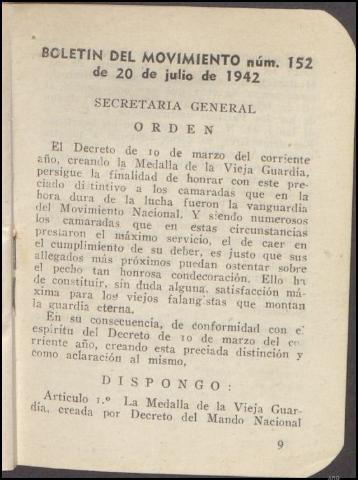 BOLETIN DEL MOVIMIENTO núm. 152
de 20 de julio de 1942
SECRETARIA GENERAL
ORDEN
El Decreto de 10 de marzo del corriente
año, creando la Medalla de la Vieja Guardia,
persigue la finalidad de honrar con este pre-
ciado distintivo a los camaradas que en la
hora dura de la lucha fueron la vanguardia
del Movimiento Nacional. Y siendo numerosos
los camaradas que en estas circunstancias
prestaron el máximo servicio, el de caer en
el cumplimiento de su deber, es justo que sus
allegados más próximos puedan ostentar sobre
el pecho tan honrosa condecoración. Ello ha
de constituir, sin duda alguna, satisfacción má-
xima para los viejos falangistas que montan
la guardia eterna.
En su consecuencia, de conformidad con el
espíritu del Decreto de 10 de marzo del co-
rriente año, creando esta preciada distinción y
como aclaración al mismo,
DISPONGO:
Artículo 1.º La Medalla de la Vieja Guar-
dia, creada por Decreto del Mando Nacional
9